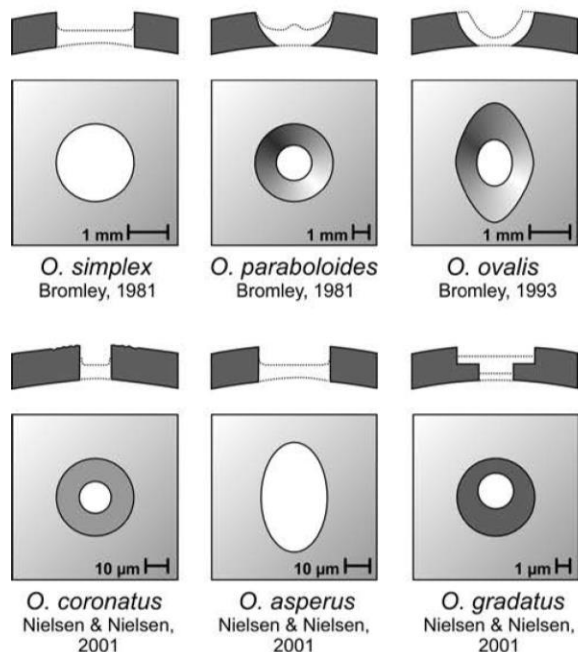 1 mm
1 mm
1 mm
O. simplex
Bromley, 1981
O. paraboloides
Bromley, 1981
O. ovalis
Bromley, 1993
10 µm
10 µm
1 µm
O. coronatus
Nielsen & Nielsen,
2001
O. asperus
Nielsen & Nielsen,
2001
O. gradatus
Nielsen & Nielsen,
2001